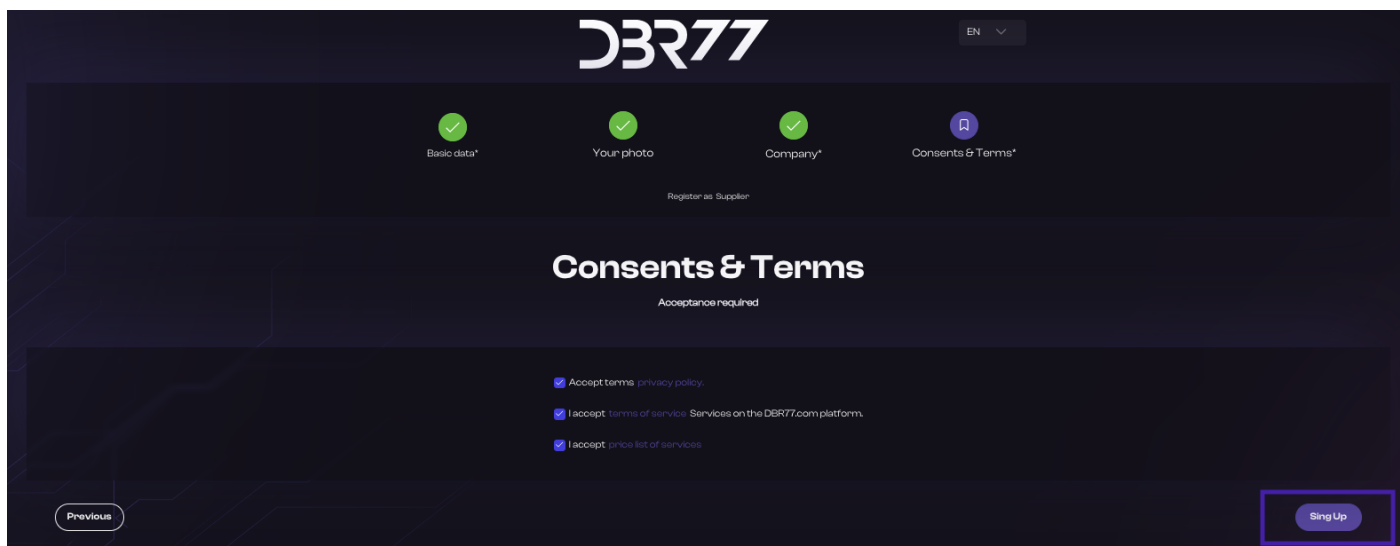 DBR77
EN
Basic data*
Your photo
Company*
Consents & Terms*
Register as Supplier
Consents & Terms
Acceptance required
Accept terms privacy policy.
I accept terms of service Services on the DBR77.com platform.
I accept price list of services
Previous
Sing Up